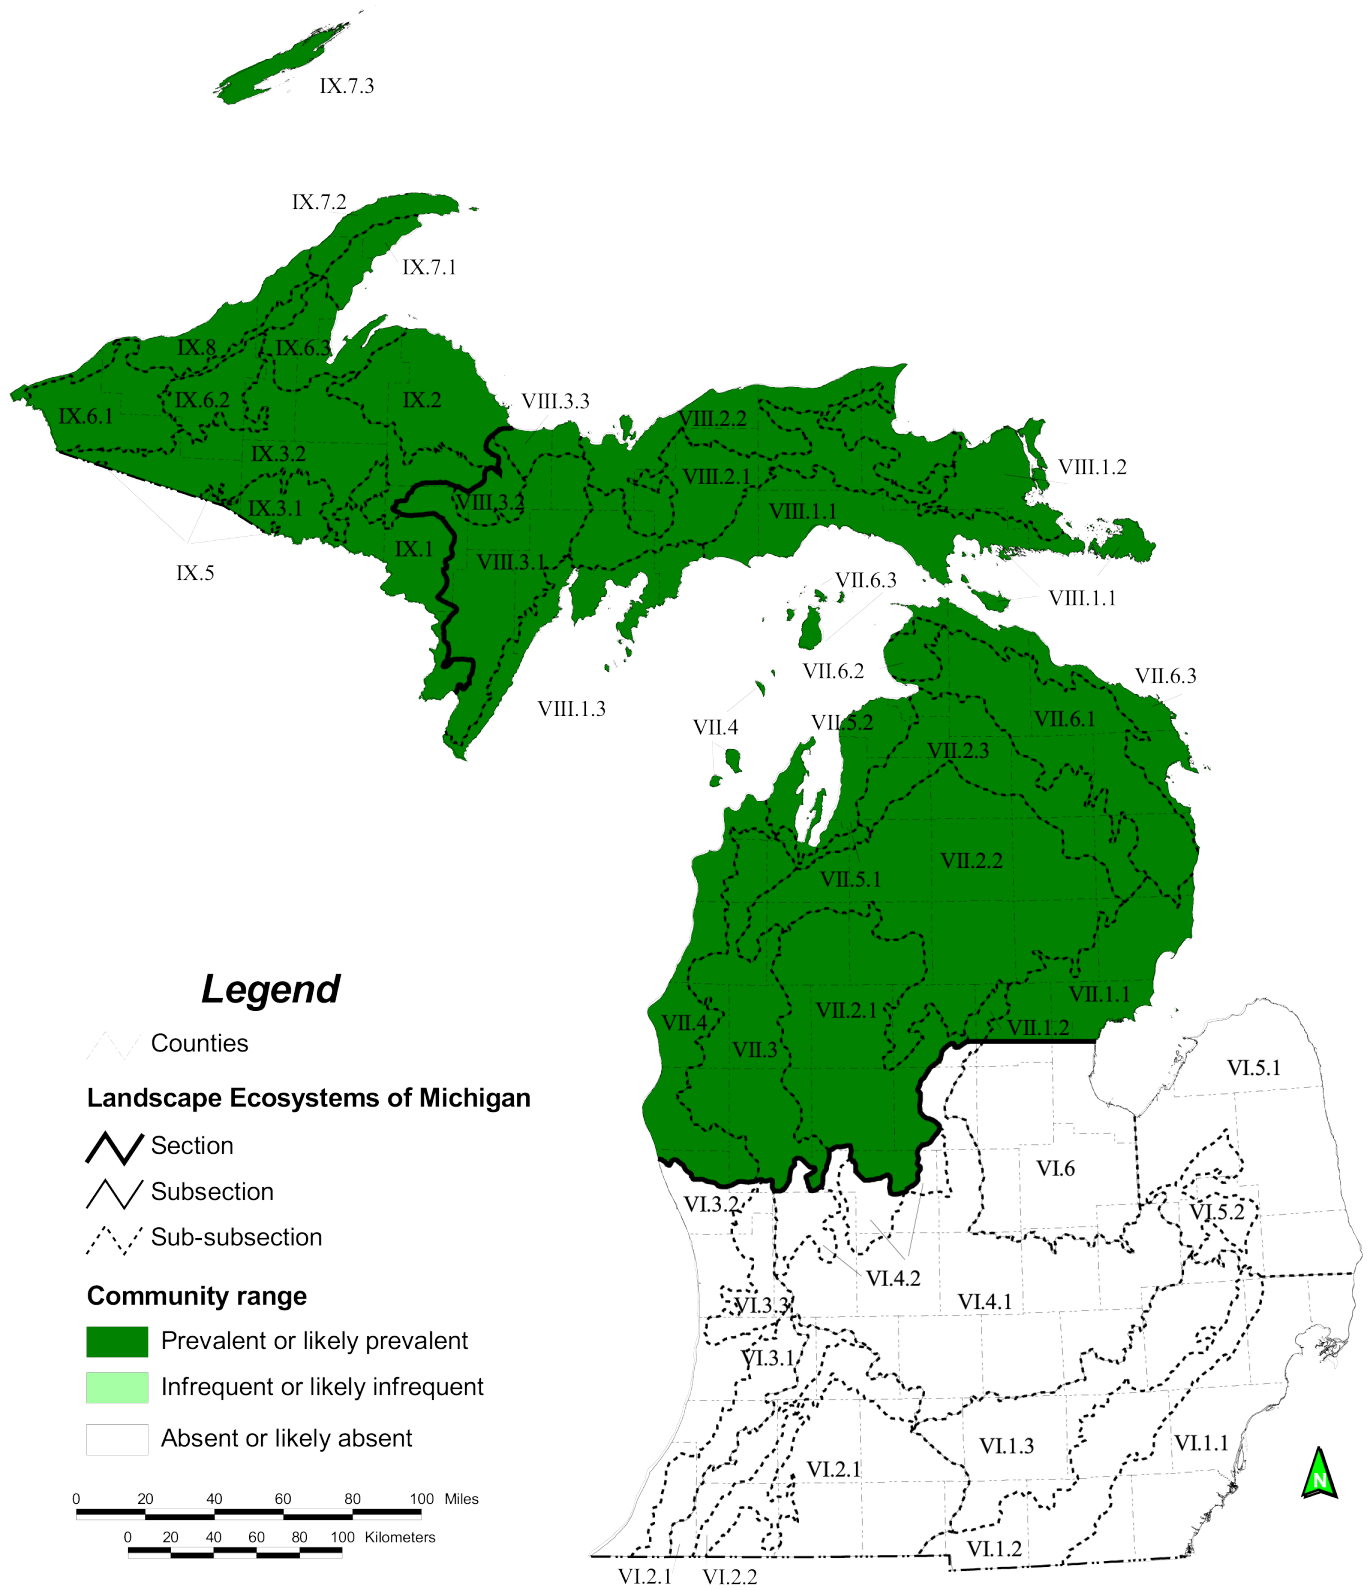 IX.7.3
IX.7.2
IX.7.1
IX.8
IX.6.3
IX.6.1
IX.6.2
IX.2
VIII.3.3
VIII.2.2
IX.3.2
VIII.1.2
VIII.2.1
VIII.3.2
IX.3.1
VIII.1.1
IX.1
VIII.3.1
IX.5
VII.6.3
VIII.1.1
VII.6.2
VII.6.3
VIII.1.3
VII.4
VII.5.2
VII.6.1
VII.2.3
VII.2.2
VII.5.1
VII.1.1
VII.2.1
VII.4
VII.1.2
VII.3
VI.5.1
VI.6
VI.3.2
VI.5.2
VI.4.2
VI.3.3
VI.4.1
VI.3.1
VI.1.3
VI.1.1
VI.2.1
VI.1.2
VI.2.1
VI.2.2
Legend
Counties
Landscape Ecosystems of Michigan
Section
Subsection
Sub-subsection
Community range
Prevalent or likely prevalent
Infrequent or likely infrequent
Absent or likely absent
0 20 40 60 80 100 Miles
0 20 40 60 80 100 Kilometers
N